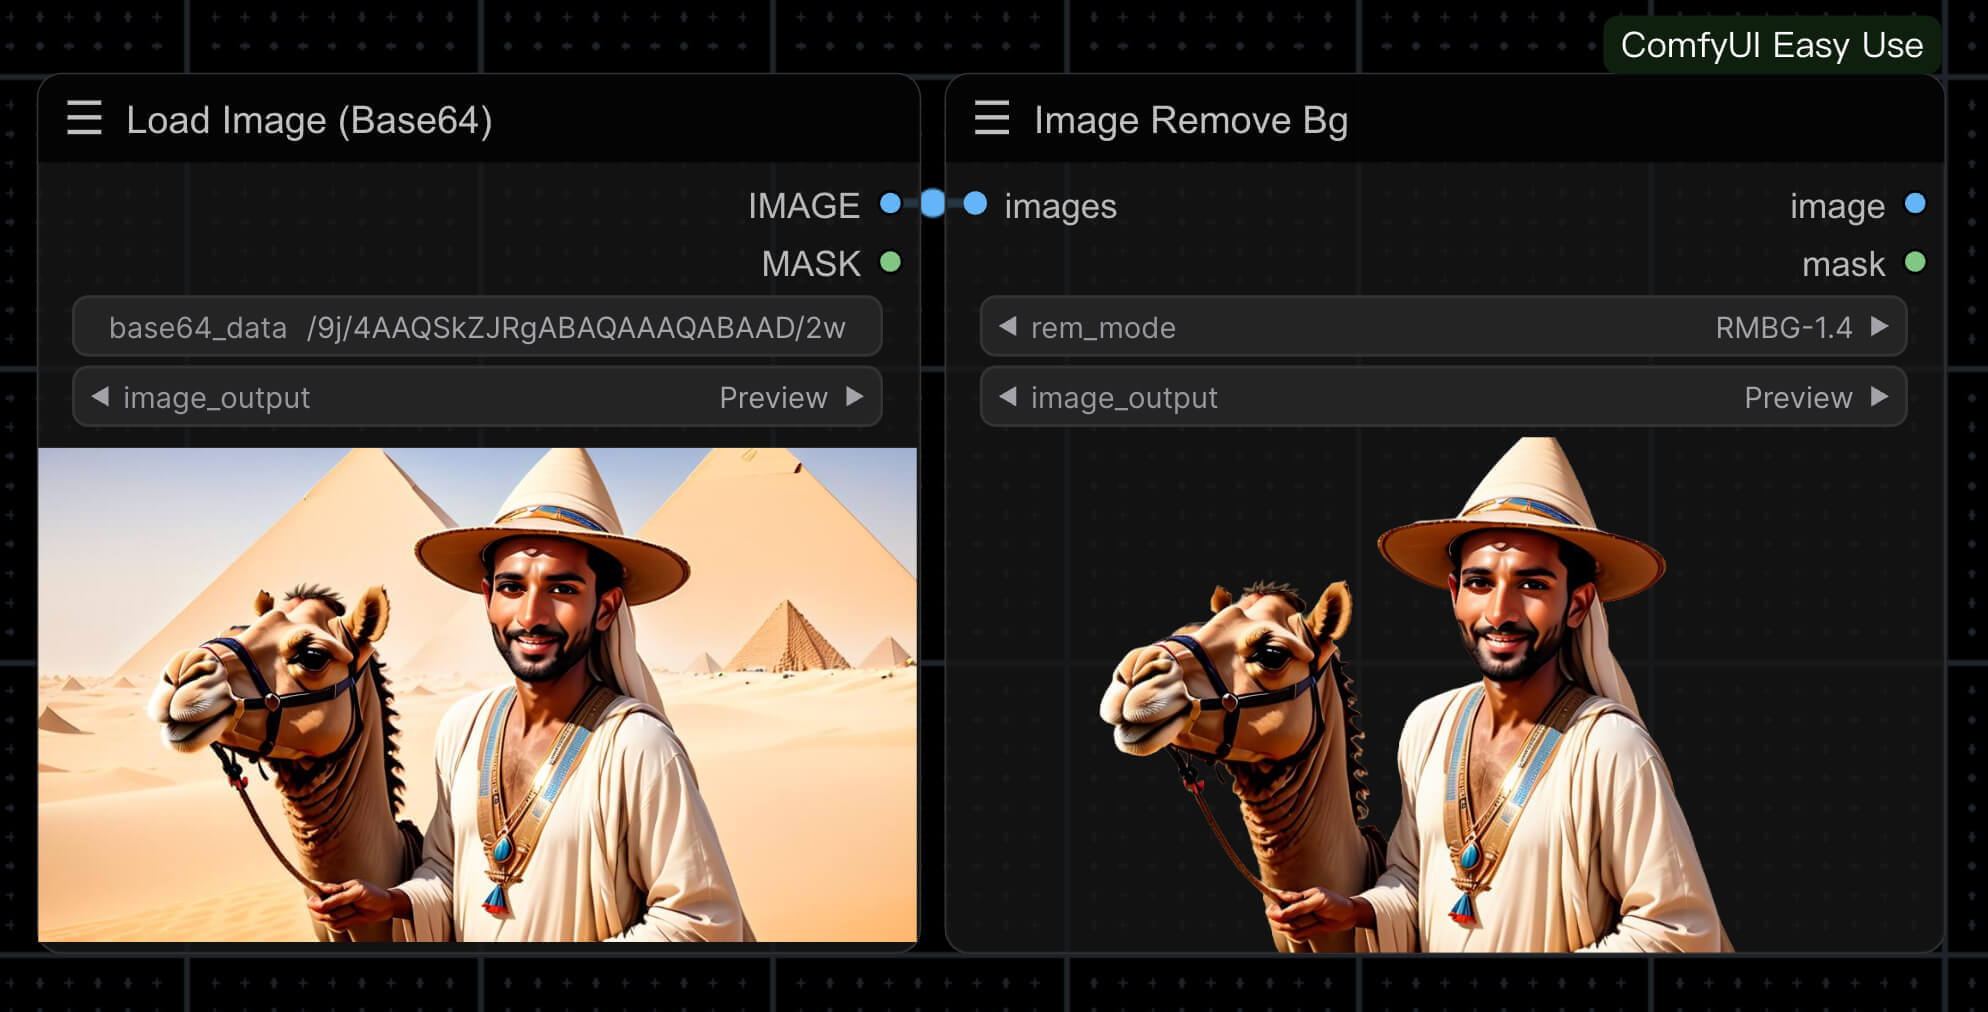 ComfyUI Easy Use
Load Image (Base64)
IMAGE
MASK
base64_data /9j/4AAQSkZJRgABAQAAAQABAAD/2w
image_output Preview
Image Remove Bg
images image
mask
rem_mode RMBG-1.4
image_output Preview